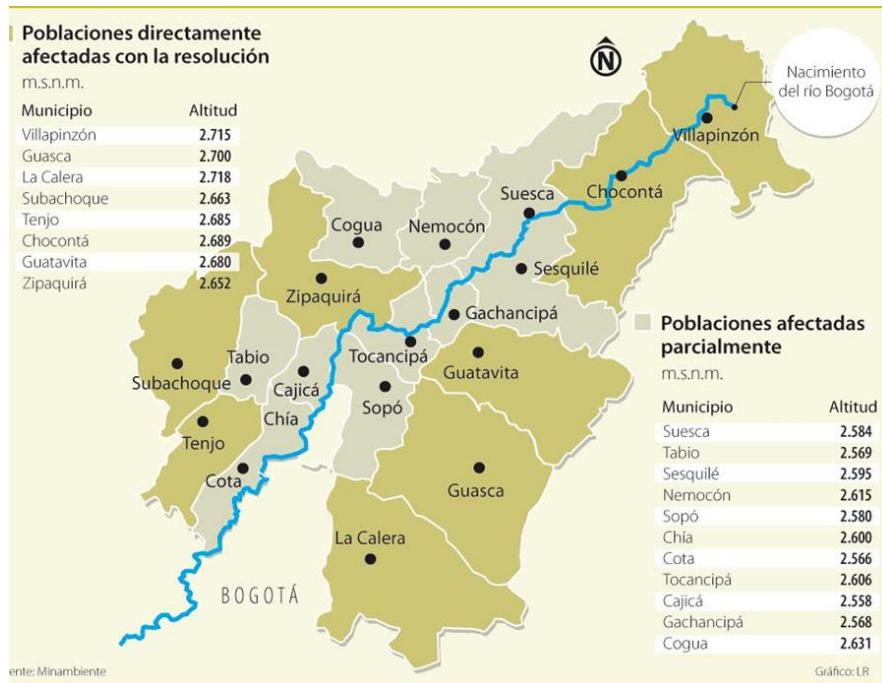 Poblaciones directamente
afectadas con la resolución
m.s.n.m.
Municipio Altitud
Villapinzón 2.715
Guasca 2.700
La Calera 2.718
Subachoque 2.663
Tenjo 2.685
Chocontá 2.689
Guatavita 2.680
Zipaquirá 2.652
N
Nacimiento
del río Bogotá
Villapinzón
Chocontá
Suesca
Cogua
Nemocón
Sesquilé
Zipaquirá
Gachancipá
Tabio
Tocancipá
Guatavita
Subachoque
Cajicá
Sopó
Chía
Tenjo
Cota
Guasca
La Calera
BOGOTÁ
Poblaciones afectadas
parcialmente
m.s.n.m.
Municipio Altitud
Suesca 2.584
Tabio 2.569
Sesquilé 2.595
Nemocón 2.615
Sopó 2.580
Chía 2.600
Cota 2.566
Tocancipá 2.606
Cajicá 2.558
Gachancipá 2.568
Cogua 2.631
ente: Minambiente
Gráfico: LR